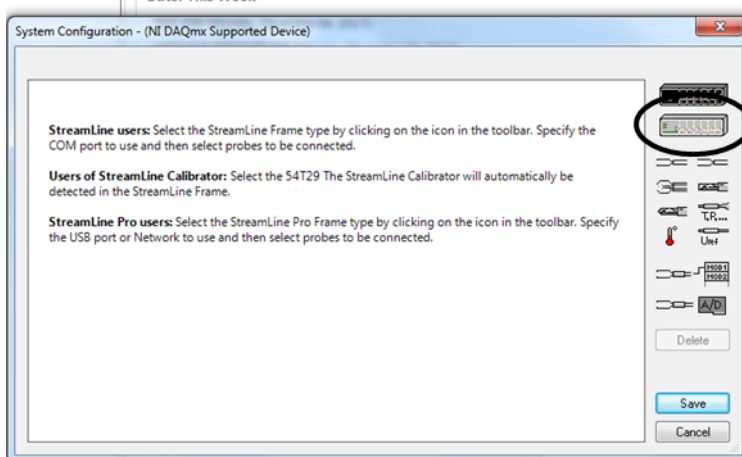 System Configuration - (NI DAQmx Supported Device)
StreamLine users: Select the StreamLine Frame type by clicking on the icon in the toolbar. Specify the
COM port to use and then select probes to be connected.
Users of StreamLine Calibrator: Select the 54T29 The StreamLine Calibrator will automatically be
detected in the StreamLine Frame.
StreamLine Pro users: Select the StreamLine Pro Frame type by clicking on the icon in the toolbar. Specify
the USB port or Network to use and then select probes to be connected.
T,P,...
Uref
MOD1
MOD2
A/D
Delete
Save
Cancel